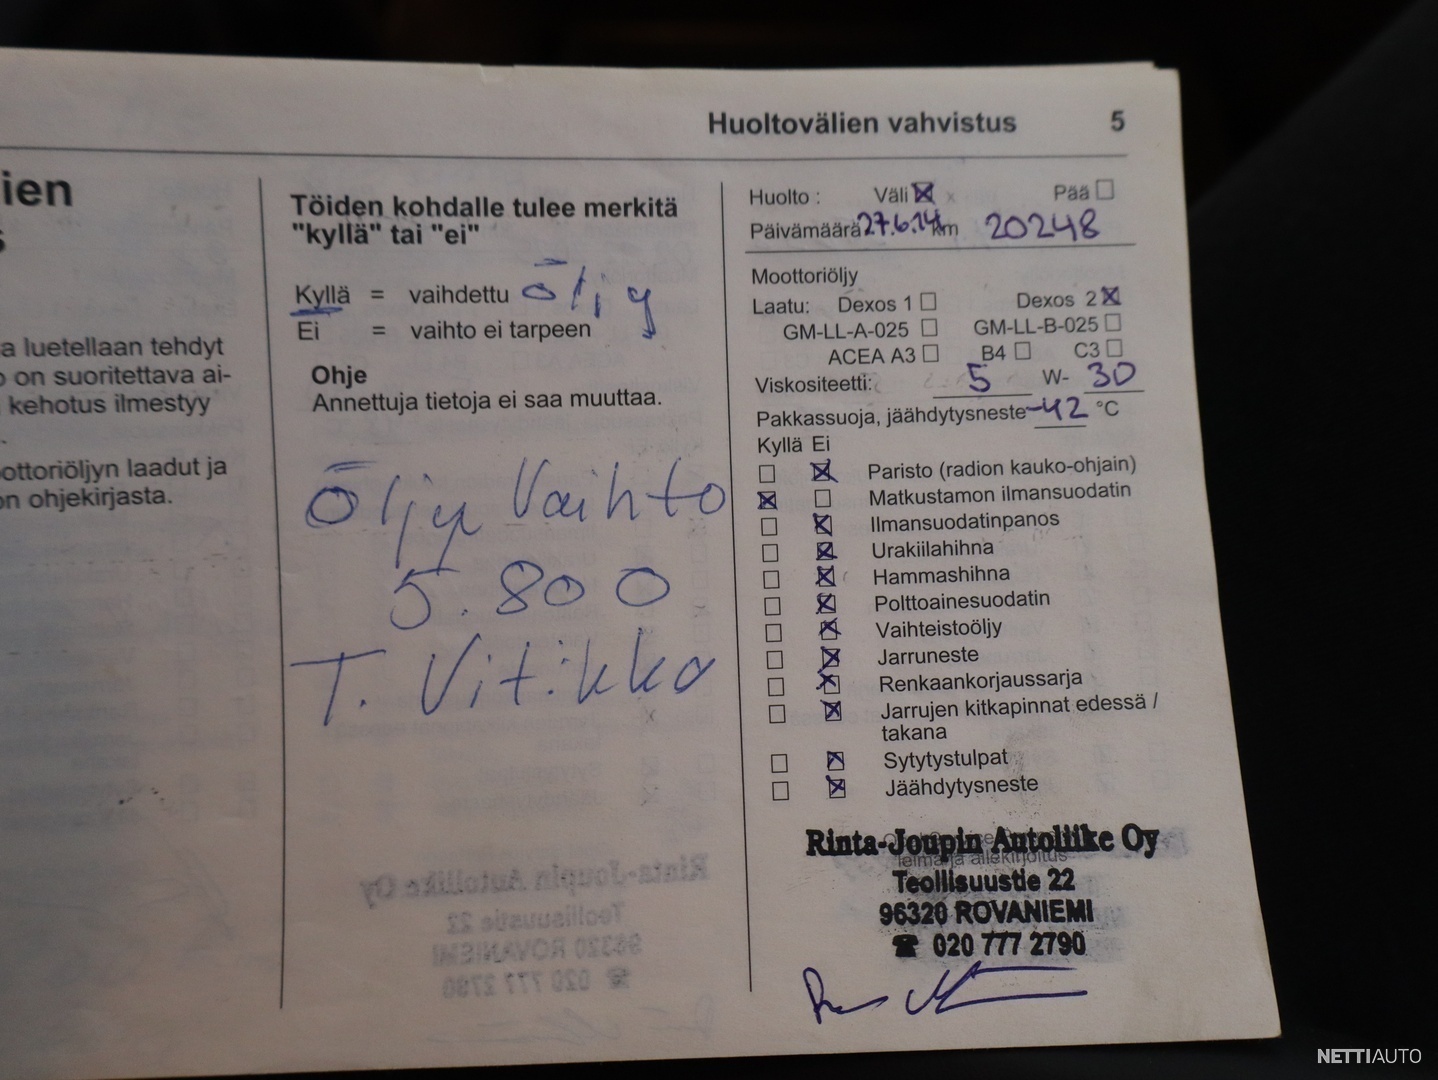 Huoltovälien vahvistus 5
ien
a luetellaan tehdyt
o on suoritettava ai-
kehotus ilmestyy
oottoriöljyn laadut ja
on ohjekirjasta.
Töiden kohdalle tulee merkitä
"kyllä" tai "ei"
Kyllä = vaihdettu öljy
Ei = vaihto ei tarpeen
Ohje
Annettuja tietoja ei saa muuttaa.
Öljy Vaihto
5.800
T. Vitikka
Huolto : Väli ☒ Pää ☐
Päivämäärä 27.6.14 km 20248
Moottoriöljy
Laatu: Dexos 1 ☐ Dexos 2 ☒
GM-LL-A-025 ☐ GM-LL-B-025 ☐
ACEA A3 ☐ B4 ☐ C3 ☐
Viskositeetti: 5 W- 30
Pakkassuoja, jäähdytysneste -42 °C
Kyllä Ei
☐ ☒ Paristo (radion kauko-ohjain)
☒ ☐ Matkustamon ilmansuodatin
☐ ☒ Ilmansuodatinpanos
☐ ☒ Urakiilahihna
☐ ☒ Hammashihna
☐ ☒ Polttoainesuodatin
☐ ☒ Vaihteistoöljy
☐ ☒ Jarruneste
☐ ☒ Renkaankorjaussarja
☐ ☒ Jarrujen kitkapinnat edessä /
takana
☐ ☒ Sytytystulpat
☐ ☒ Jäähdytysneste
Rinta-Joupin Autoliike Oy
leima ja allekirjoitus
Teollisuustie 22
96320 ROVANIEMI
☎ 020 777 2790
NETTIAUTO